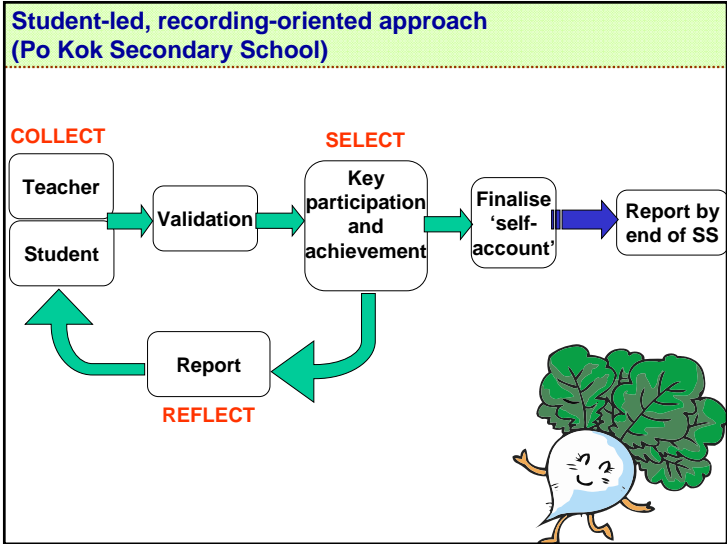 Student-led, recording-oriented approach
(Po Kok Secondary School)
COLLECT
SELECT
Teacher
Student
Validation
Key
participation
and
achievement
Finalise
‘self-
account’
Report by
end of SS
Report
REFLECT